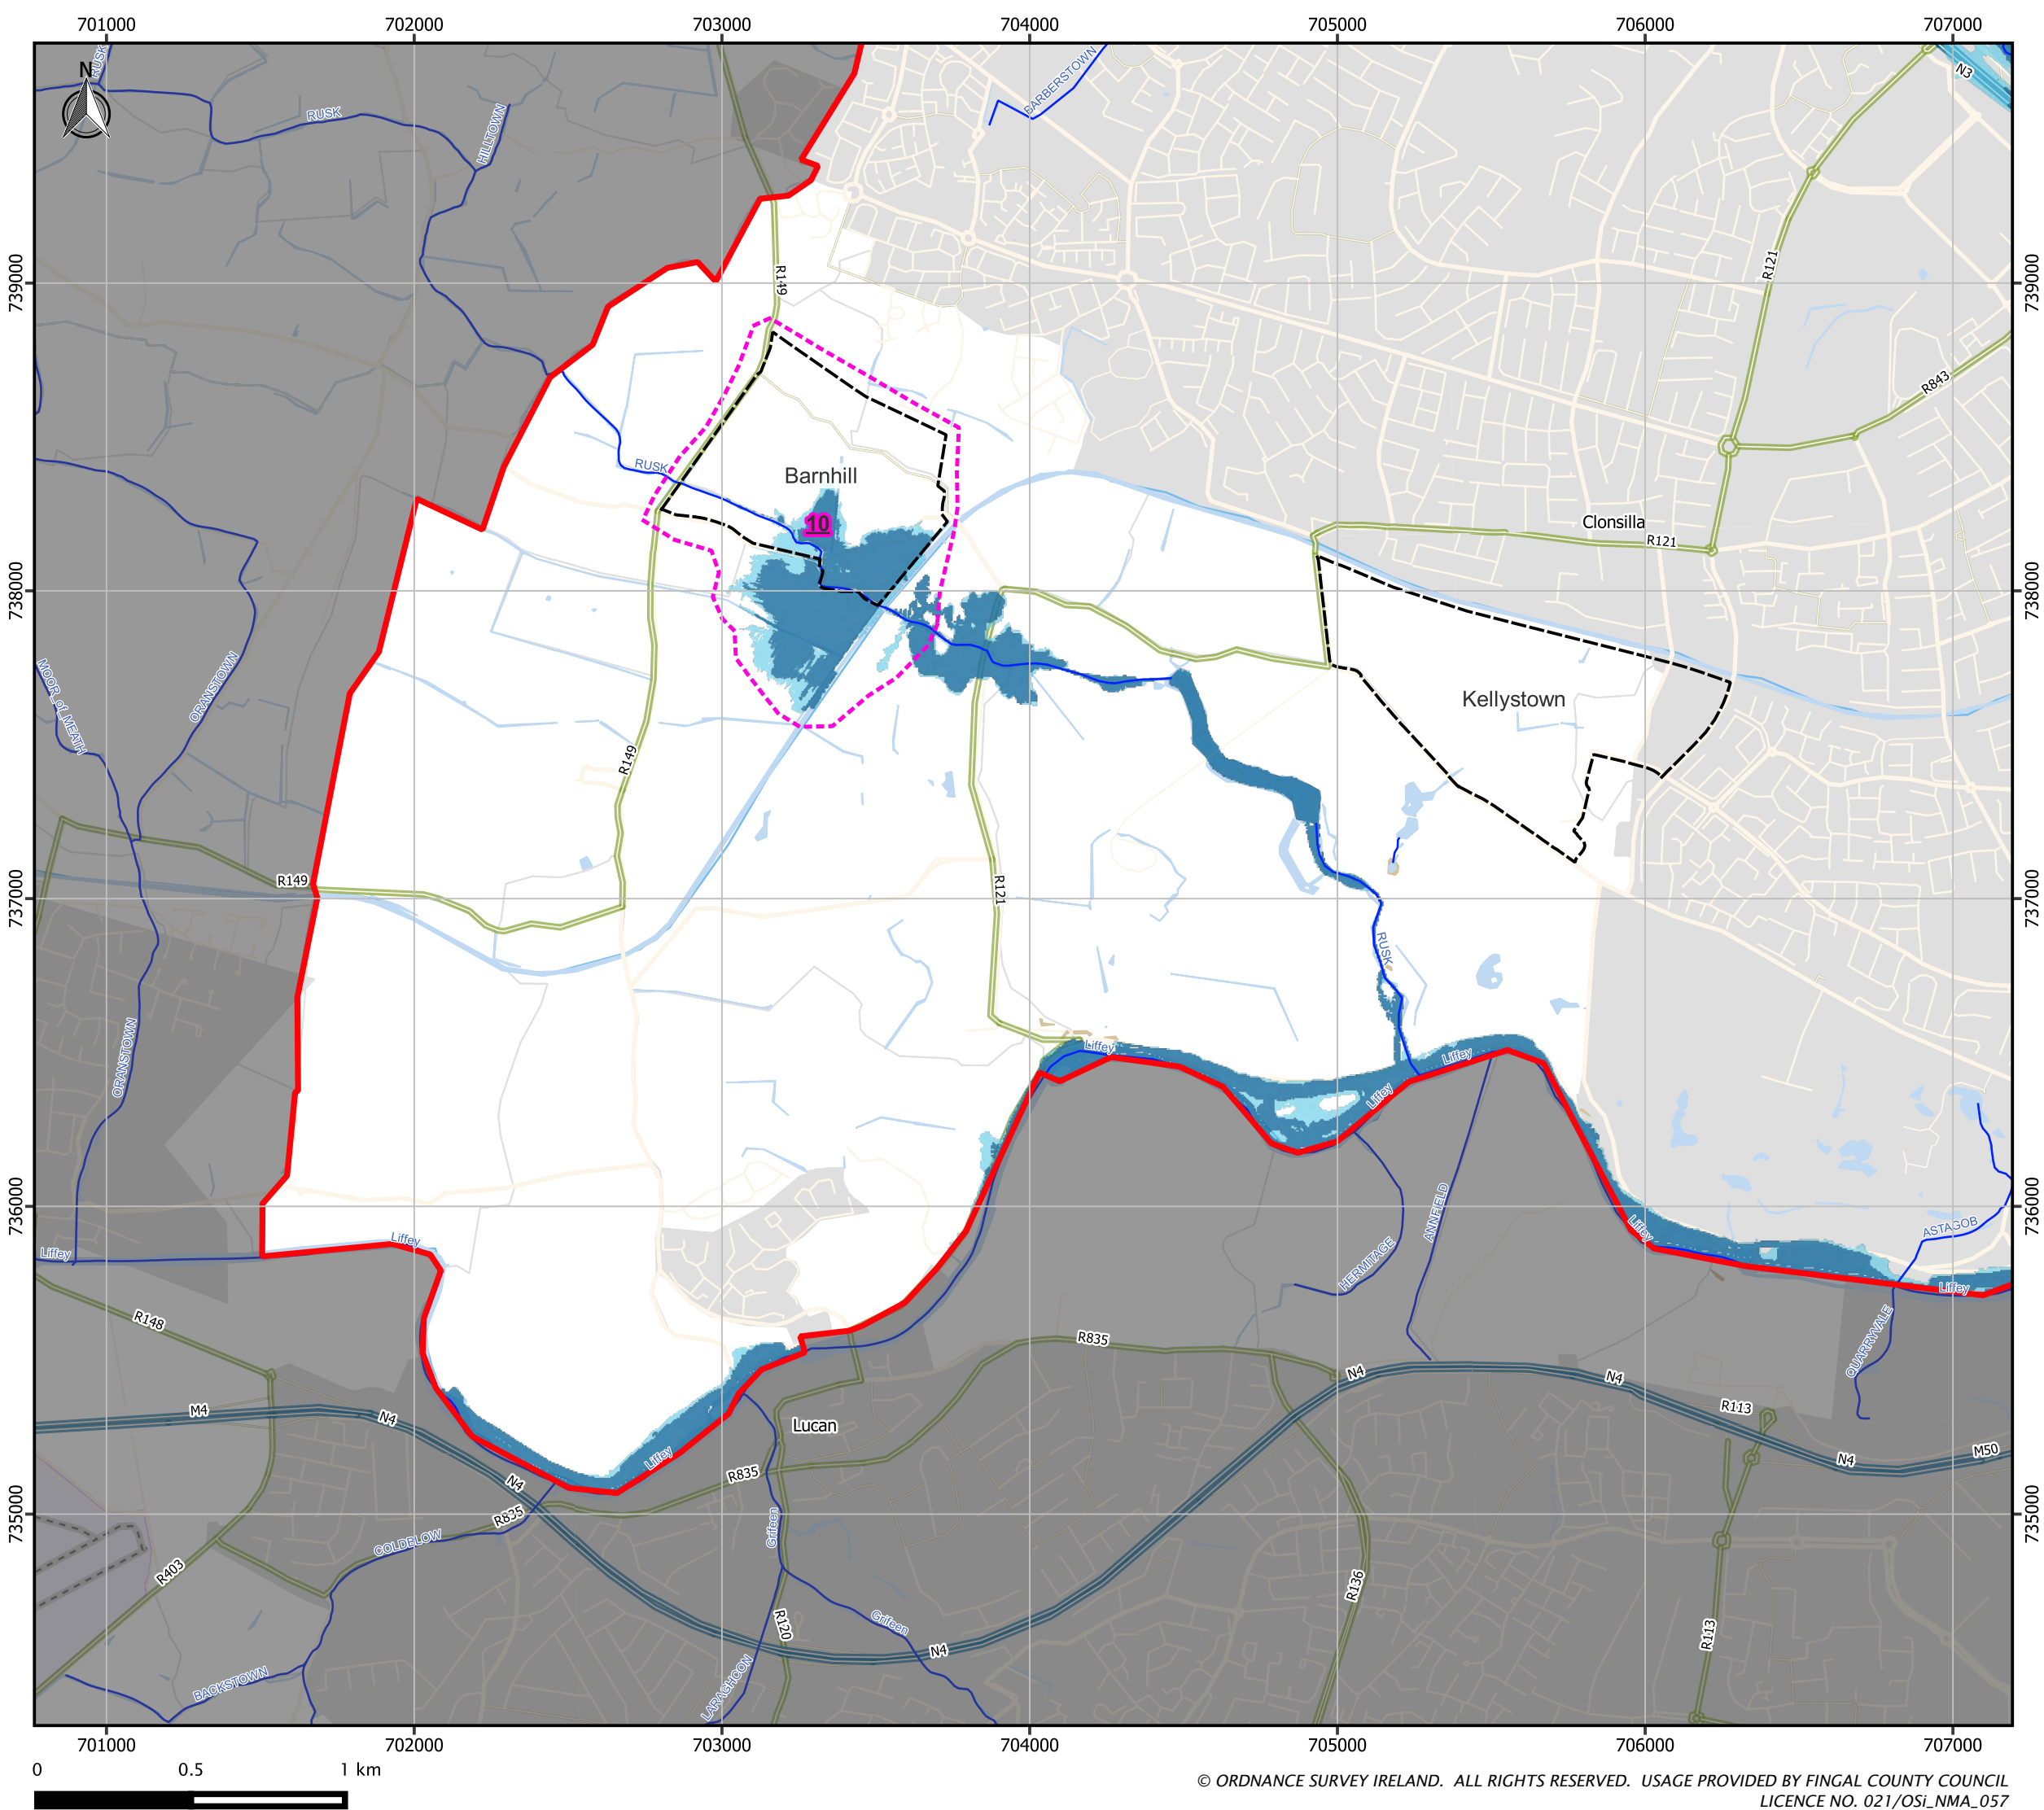 701000 702000 703000 704000 705000 706000 707000
N
RUSK
RUSK
HILLTOWN
BARBERSTOWN
N3
R121
R149
739000
739000
R843
RUSK
Barnhill
10
Clonsilla
R121
738000
738000
MOOR_of_MEATH
ORANSTOWN
Kellystown
R149
R149
R121
737000
737000
RUSK
ORANSTOWN
Liffey
Liffey
Liffey
736000
736000
Liffey
Liffey
ANNFIELD
HERMITAGE
Liffey
ASTAGOB
Liffey
QUARRYVALE
R148
R835
N4
N4
M4
N4
R113
Lucan
Liffey
R835
N4
N4
M50
735000
735000
R835
COLDBLOW
Grifeen
R403
R136
R120
Grifeen
N4
R113
BACKSTOWN
LARAGHCON
701000 702000 703000 704000 705000 706000 707000
0 0.5 1 km
© ORDNANCE SURVEY IRELAND. ALL RIGHTS RESERVED. USAGE PROVIDED BY FINGAL COUNTY COUNCIL
LICENCE NO. 021/OSi_NMA_057